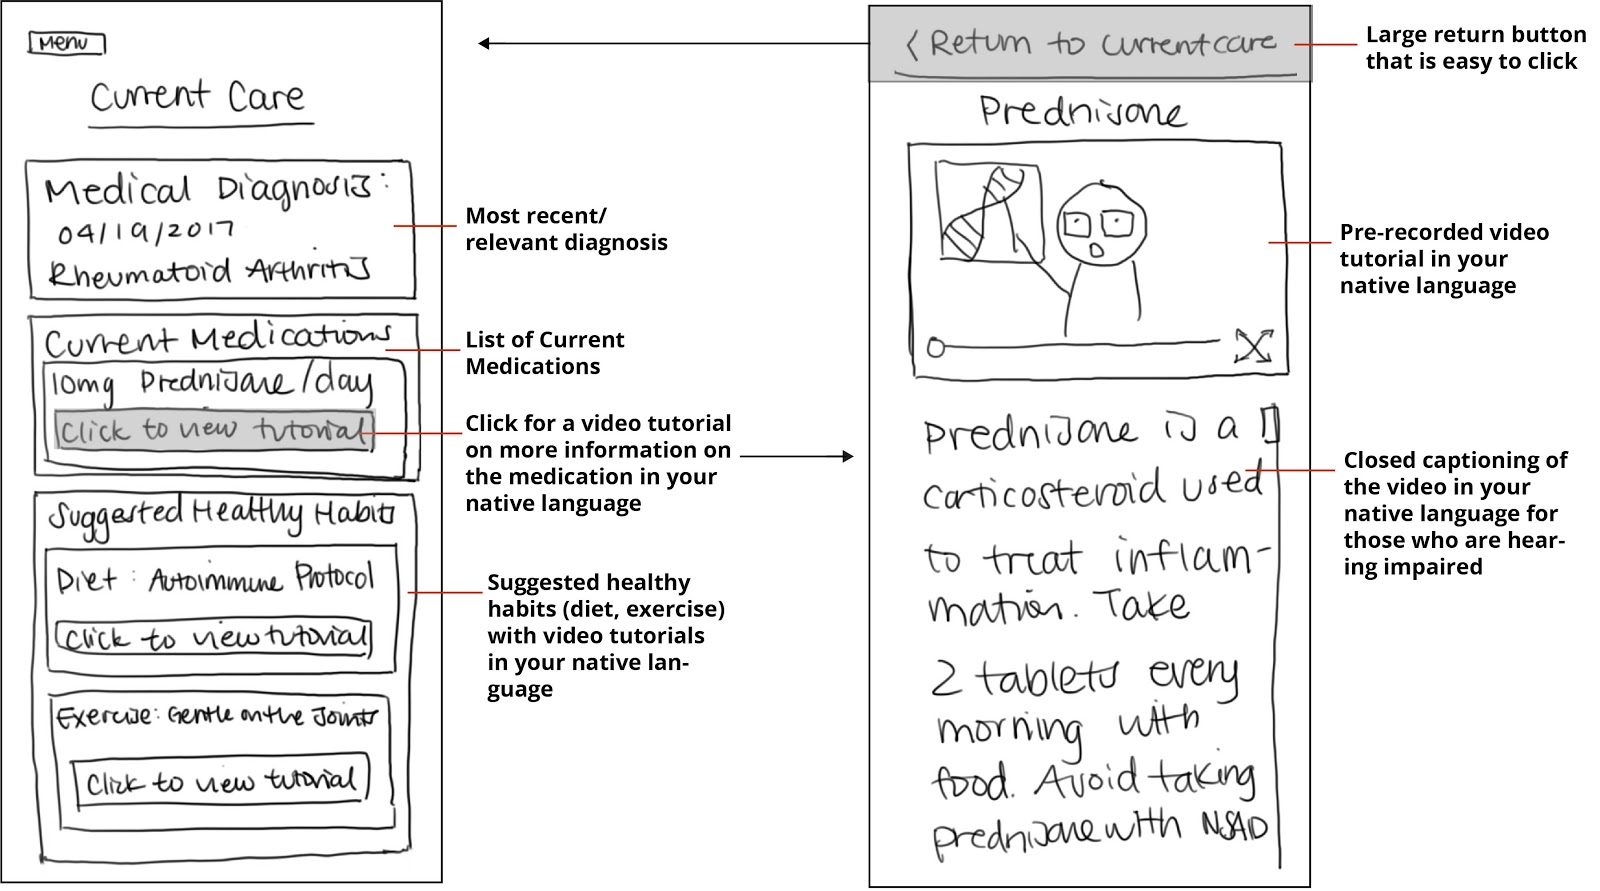 Menu
Current Care
Medical Diagnosis:
04/19/2017
Rheumatoid Arthritis
Current Medications
10mg Prednisone/day
Click to view tutorial
Suggested Healthy Habits
Diet: Autoimmune Protocol
Click to view tutorial
Exercise: Gentle on the Joints
Click to view tutorial
Most recent/
relevant diagnosis
List of Current
Medications
Click for a video tutorial
on more information on
the medication in your
native language
Suggested healthy
habits (diet, exercise)
with video tutorials
in your native lan-
guage
< Return to current care
Prednisone
Prednisone is a
corticosteroid used
to treat inflam-
mation. Take
2 tablets every
morning with
food. Avoid taking
prednisone with NSAID
Large return button
that is easy to click
Pre-recorded video
tutorial in your
native language
Closed captioning of
the video in your
native language for
those who are hear-
ing impaired